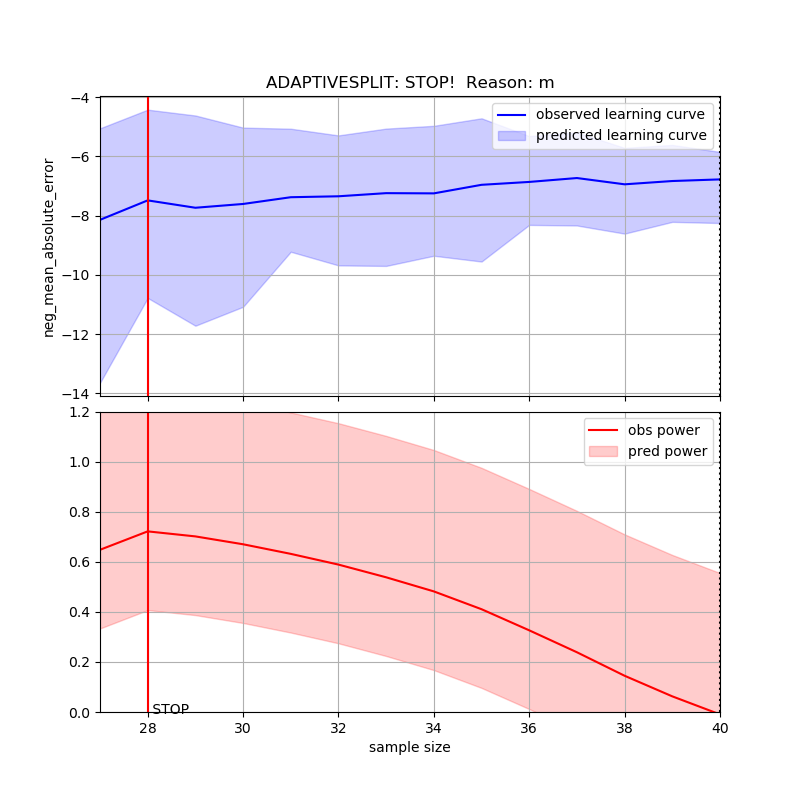 ADAPTIVESPLIT: STOP!  Reason: m
−4
−6
−8
−10
−12
−14
neg_mean_absolute_error
observed learning curve
predicted learning curve
1.2
1.0
0.8
0.6
0.4
0.2
0.0
obs power
pred power
STOP
28
30
32
34
36
38
40
sample size